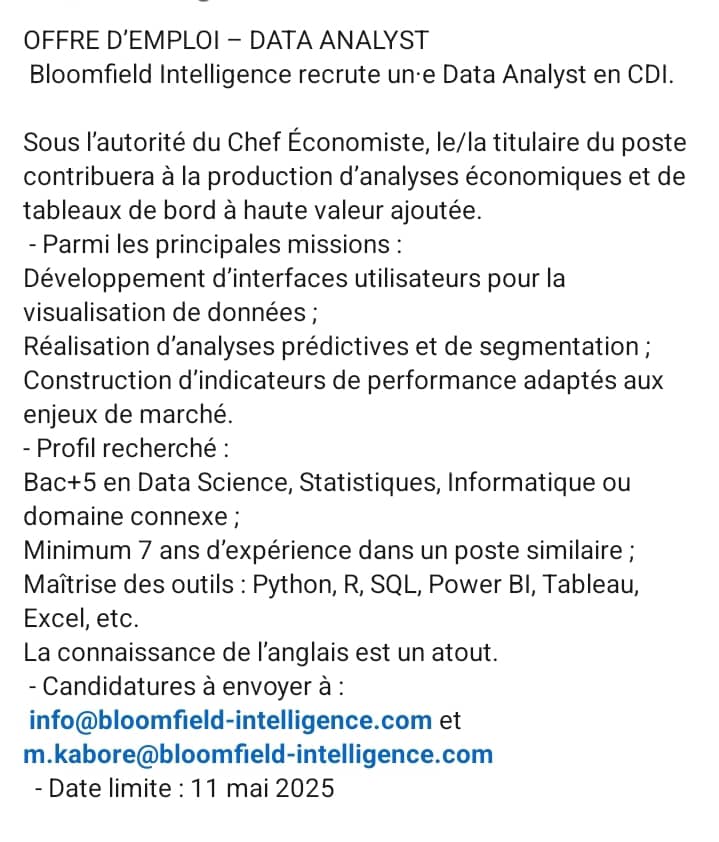 OFFRE D’EMPLOI – DATA ANALYST
Bloomfield Intelligence recrute un·e Data Analyst en CDI.
Sous l’autorité du Chef Économiste, le/la titulaire du poste
contribuera à la production d’analyses économiques et de
tableaux de bord à haute valeur ajoutée.
- Parmi les principales missions :
Développement d’interfaces utilisateurs pour la
visualisation de données ;
Réalisation d’analyses prédictives et de segmentation ;
Construction d’indicateurs de performance adaptés aux
enjeux de marché.
- Profil recherché :
Bac+5 en Data Science, Statistiques, Informatique ou
domaine connexe ;
Minimum 7 ans d’expérience dans un poste similaire ;
Maîtrise des outils : Python, R, SQL, Power BI, Tableau,
Excel, etc.
La connaissance de l’anglais est un atout.
- Candidatures à envoyer à :
info@bloomfield-intelligence.com et
m.kabore@bloomfield-intelligence.com
- Date limite : 11 mai 2025